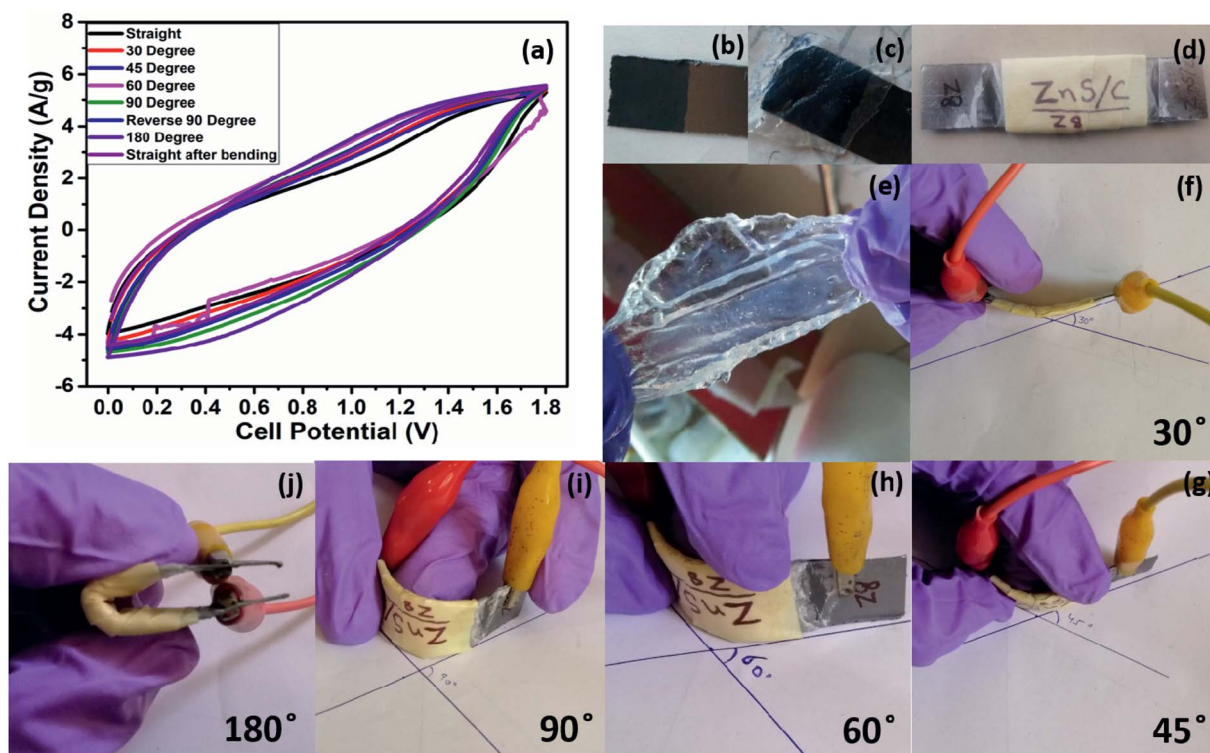 (a)
Straight
30 Degree
45 Degree
60 Degree
90 Degree
Reverse 90 Degree
180 Degree
Straight after bending
Current Density (A/g)
8
6
4
2
0
-2
-4
-6
0.0 0.2 0.4 0.6 0.8 1.0 1.2 1.4 1.6 1.8
Cell Potential (V)
(b)
(c)
(d)
Z8
ZnS/C
Z8
ZnS/C
(e)
(f)
30°
30°
(j)
180°
(i)
BZ
ZnS/
90°
90°
(h)
BZ
ZnS/
Z8
60°
60°
(g)
45°
45°